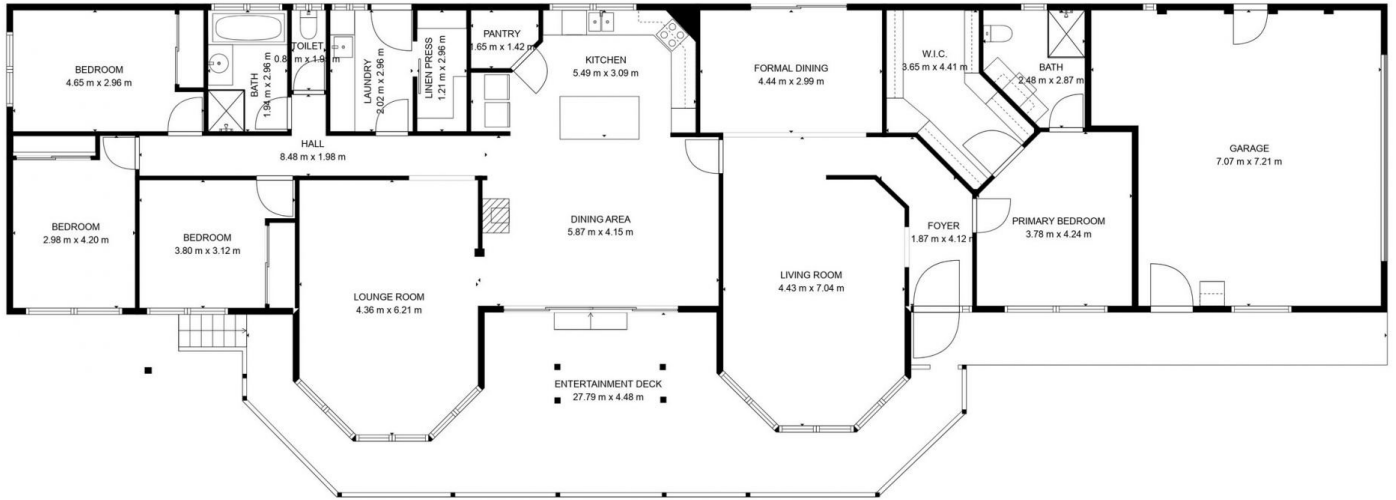 BEDROOM
4.65 m x 2.96 m
BATH
1.94 m x 2.96 m
TOILET
LAUNDRY
2.02 m x 2.96 m
LINEN PRESS
1.21 m x 2.96 m
PANTRY
1.65 m x 1.42 m
KITCHEN
5.49 m x 3.09 m
FORMAL DINING
4.44 m x 2.99 m
W.I.C.
3.65 m x 4.41 m
BATH
2.48 m x 2.87 m
GARAGE
7.07 m x 7.21 m
HALL
8.48 m x 1.98 m
BEDROOM
2.98 m x 4.20 m
BEDROOM
3.80 m x 3.12 m
LOUNGE ROOM
4.36 m x 6.21 m
DINING AREA
5.87 m x 4.15 m
LIVING ROOM
4.43 m x 7.04 m
FOYER
1.87 m x 4.12 m
PRIMARY BEDROOM
3.78 m x 4.24 m
ENTERTAINMENT DECK
27.79 m x 4.48 m